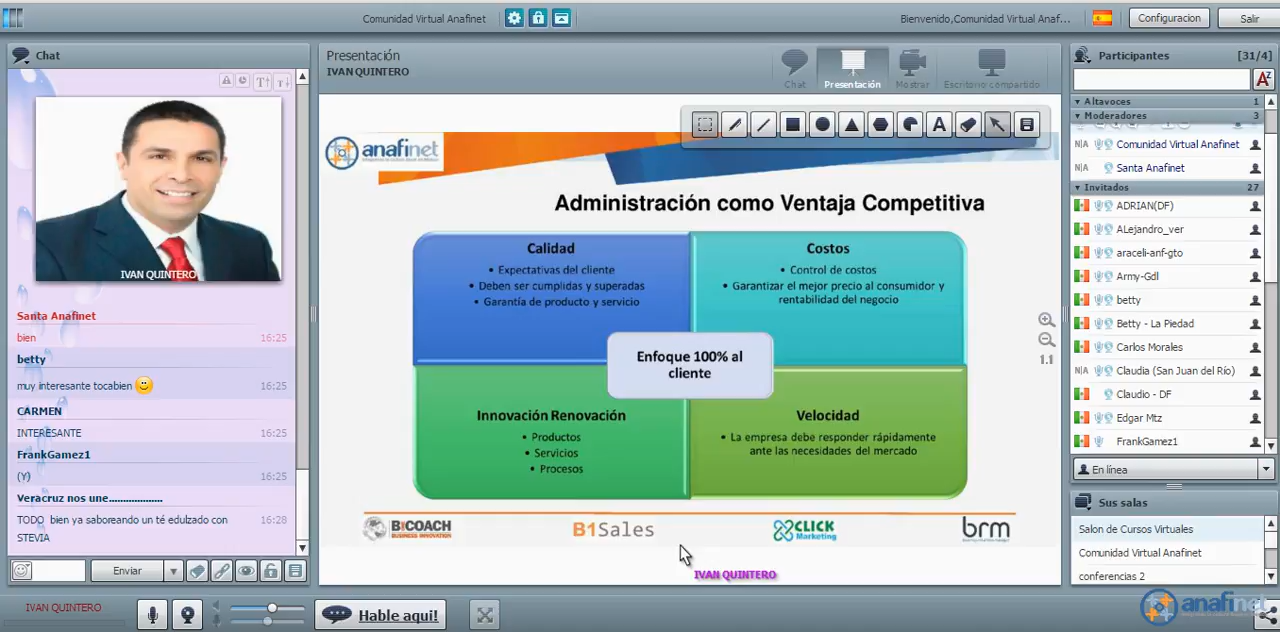 Comunidad Virtual Anafinet
Bienvenido,Comunidad Virtual Anaf...
Configuracion
Salir
Chat
IVAN QUINTERO
Santa Anafinet
bien 16:25
betty
muy interesante tocabien 16:25
CARMEN
INTERESANTE 16:25
FrankGamez1
(Y) 16:25
Veracruz nos une..................
TODO bien ya saboreando un té edulzado con 16:28
STEVIA
Enviar
Presentación
IVAN QUINTERO
Chat
Presentación
Mostrar
Escritorio compartido
A
anafinet
Administración como Ventaja Competitiva
Calidad
• Expectativas del cliente
• Deben ser cumplidas y superadas
• Garantía de producto y servicio
Costos
• Control de costos
• Garantizar el mejor precio al consumidor y
rentabilidad del negocio
Enfoque 100% al
cliente
Innovación Renovación
• Productos
• Servicios
• Procesos
Velocidad
• La empresa debe responder rápidamente
ante las necesidades del mercado
BICOACH
BUSINESS INNOVATION
B1Sales
CLICK
Marketing
brm
IVAN QUINTERO
1.1
Participantes [31/4]
Altavoces 1
Moderadores 3
N/A Comunidad Virtual Anafinet
N/A Santa Anafinet
Invitados 27
ADRIAN(DF)
ALejandro_ver
araceli-anf-gto
Army-Gdl
betty
Betty - La Piedad
Carlos Morales
N/A Claudia (San Juan del Río)
Claudio - DF
Edgar Mtz
FrankGamez1
En línea
Sus salas
Salon de Cursos Virtuales
Comunidad Virtual Anafinet
conferencias 2
IVAN QUINTERO
Hable aqui!
anafinet